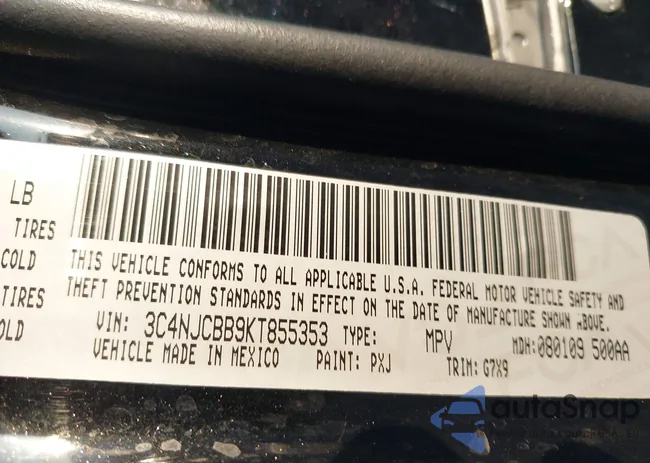 LB
TIRES
COLD
TIRES
COLD
THIS VEHICLE CONFORMS TO ALL APPLICABLE U.S.A. FEDERAL MOTOR VEHICLE SAFETY AND
THEFT PREVENTION STANDARDS IN EFFECT ON THE DATE OF MANUFACTURE SHOWN ABOVE.
VIN: 3C4NJCBB9KT855353 TYPE: MPV MDH: 080109 500AA
VEHICLE MADE IN MEXICO PAINT: PXJ TRIM: G7X9
autoSnap